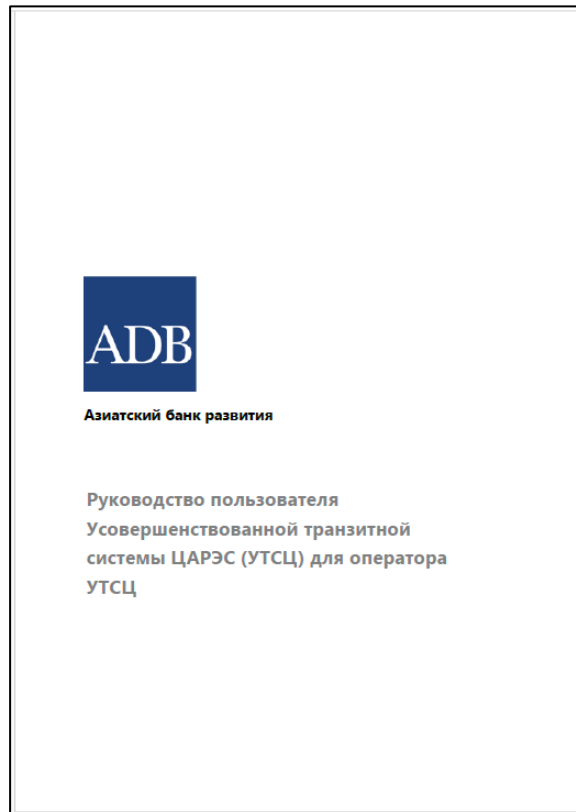 ADB
Азиатский банк развития
Руководство пользователя
Усовершенствованной транзитной
системы ЦАРЭС (УТСЦ) для оператора
УТСЦ